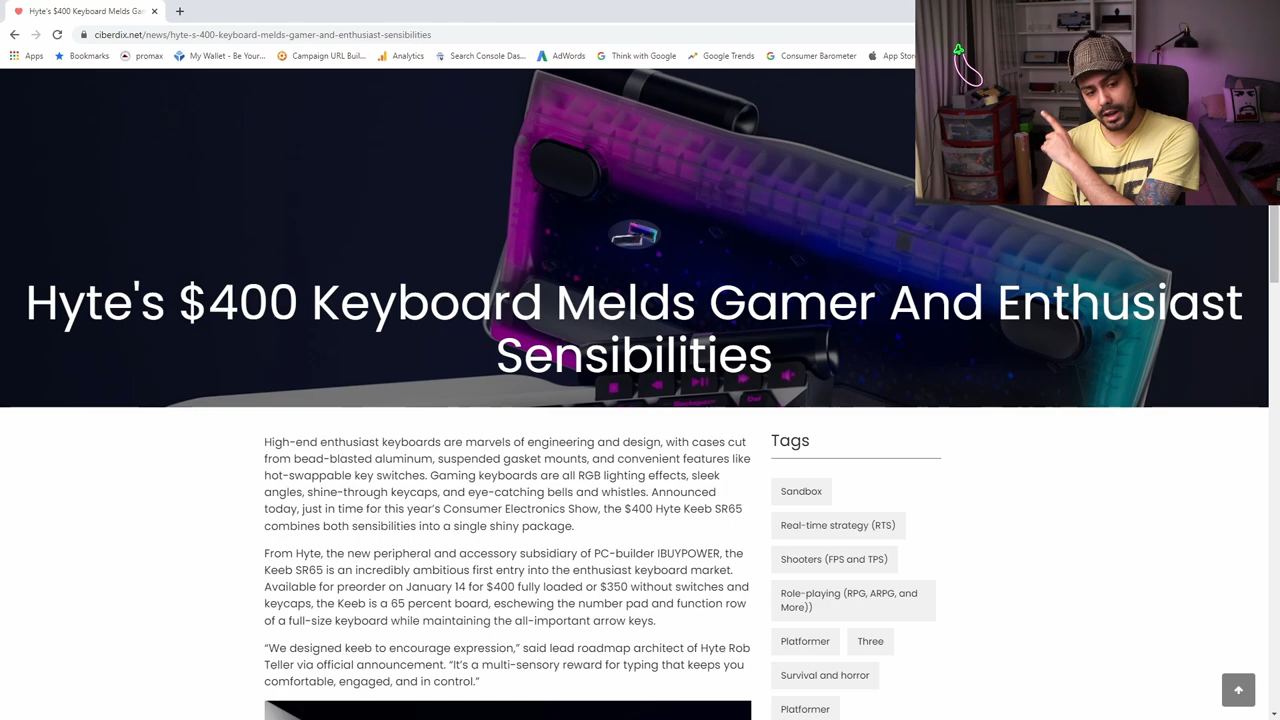 Hyte's $400 Keyboard Melds Gam
ciberdix.net/news/hyte-s-400-keyboard-melds-gamer-and-enthusiast-sensibilities
Apps Bookmarks promax My Wallet - Be Your... Campaign URL Buil... Analytics Search Console Das... AdWords Think with Google Google Trends Consumer Barometer App Stor
Hyte's $400 Keyboard Melds Gamer And Enthusiast
Sensibilities
High-end enthusiast keyboards are marvels of engineering and design, with cases cut
from bead-blasted aluminum, suspended gasket mounts, and convenient features like
hot-swappable key switches. Gaming keyboards are all RGB lighting effects, sleek
angles, shine-through keycaps, and eye-catching bells and whistles. Announced
today, just in time for this year’s Consumer Electronics Show, the $400 Hyte Keeb SR65
combines both sensibilities into a single shiny package.
From Hyte, the new peripheral and accessory subsidiary of PC-builder IBUYPOWER, the
Keeb SR65 is an incredibly ambitious first entry into the enthusiast keyboard market.
Available for preorder on January 14 for $400 fully loaded or $350 without switches and
keycaps, the Keeb is a 65 percent board, eschewing the number pad and function row
of a full-size keyboard while maintaining the all-important arrow keys.
“We designed keeb to encourage expression,” said lead roadmap architect of Hyte Rob
Teller via official announcement. “It’s a multi-sensory reward for typing that keeps you
comfortable, engaged, and in control.”
Tags
Sandbox
Real-time strategy (RTS)
Shooters (FPS and TPS)
Role-playing (RPG, ARPG, and
More))
Platformer Three
Survival and horror
Platformer